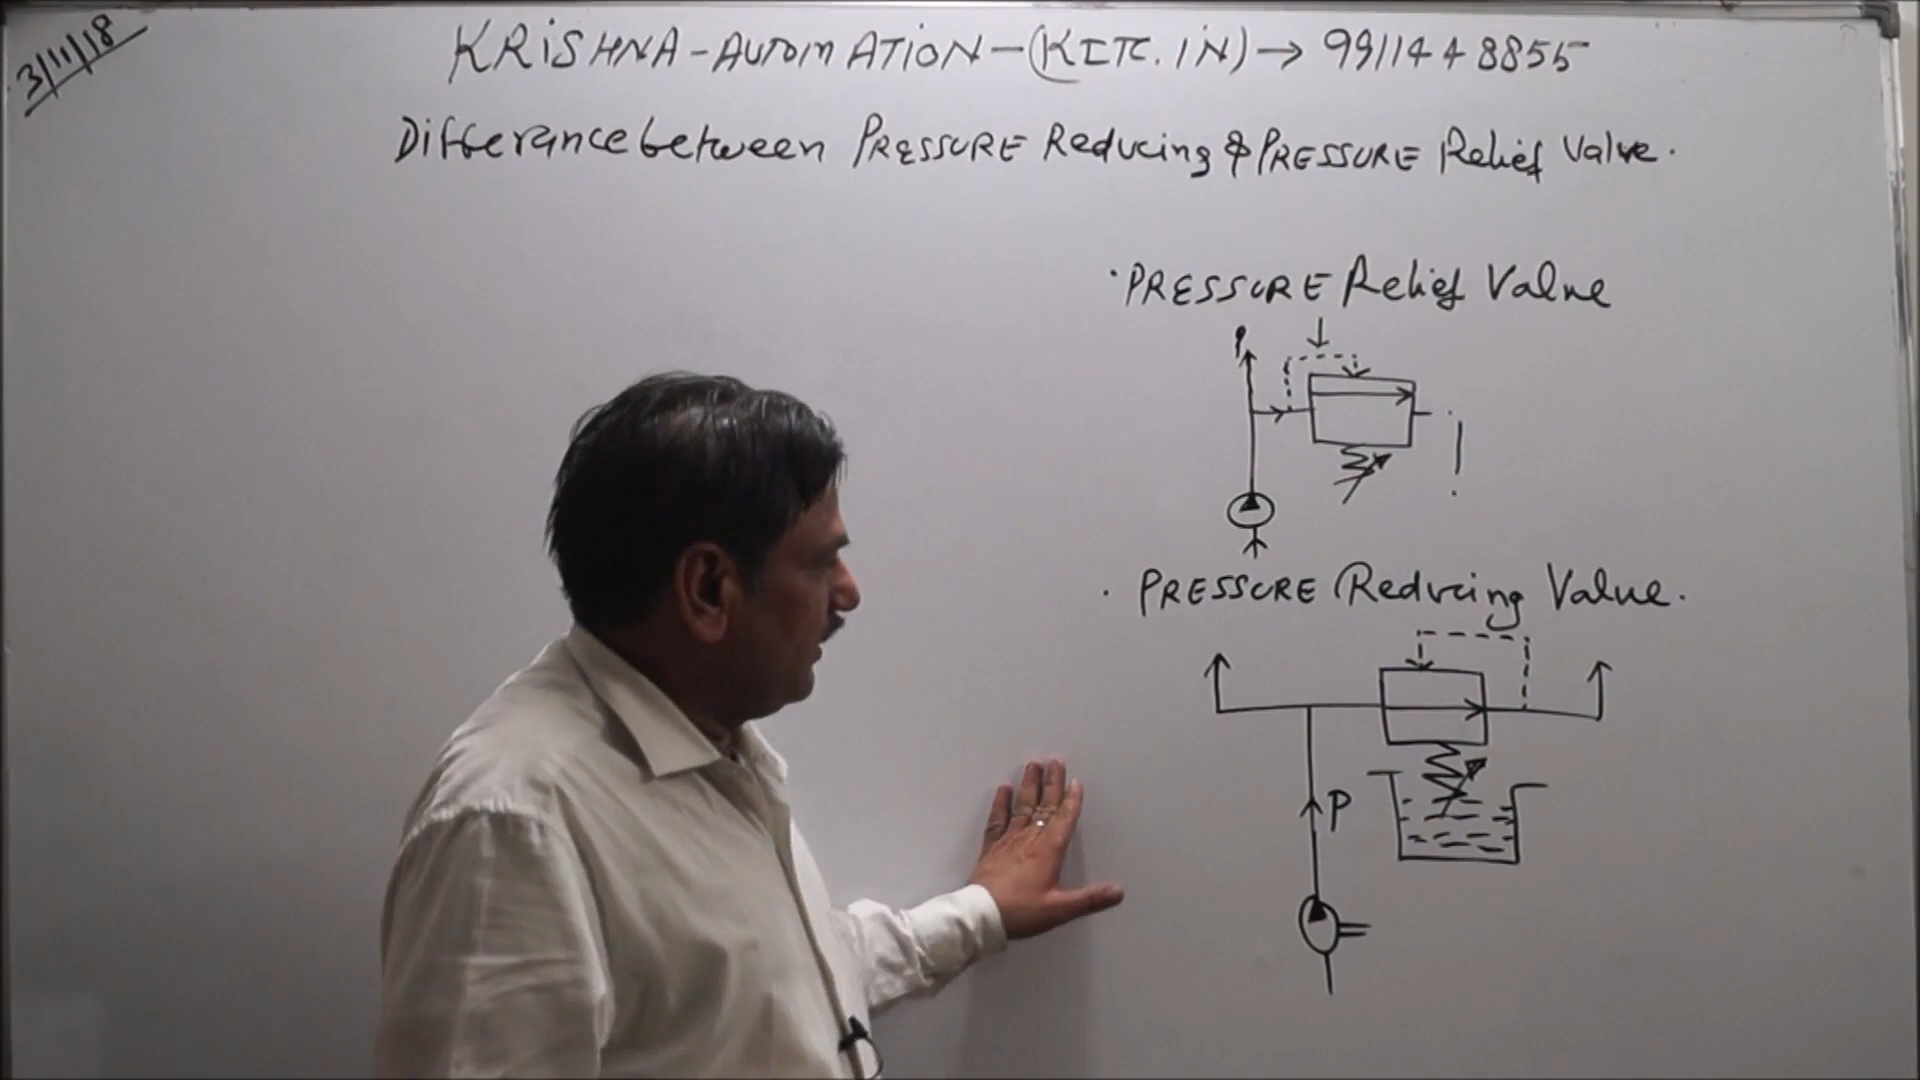 3/11/18
KRiSHNA-AUTOMATiON-(KITC.IN)→ 9911448855
Differance between PRESSURE Reducing & PRESSURE Relief Valve.
· PRESSURE Relief Valve
P
· PRESSURE Reducing Valve.
P